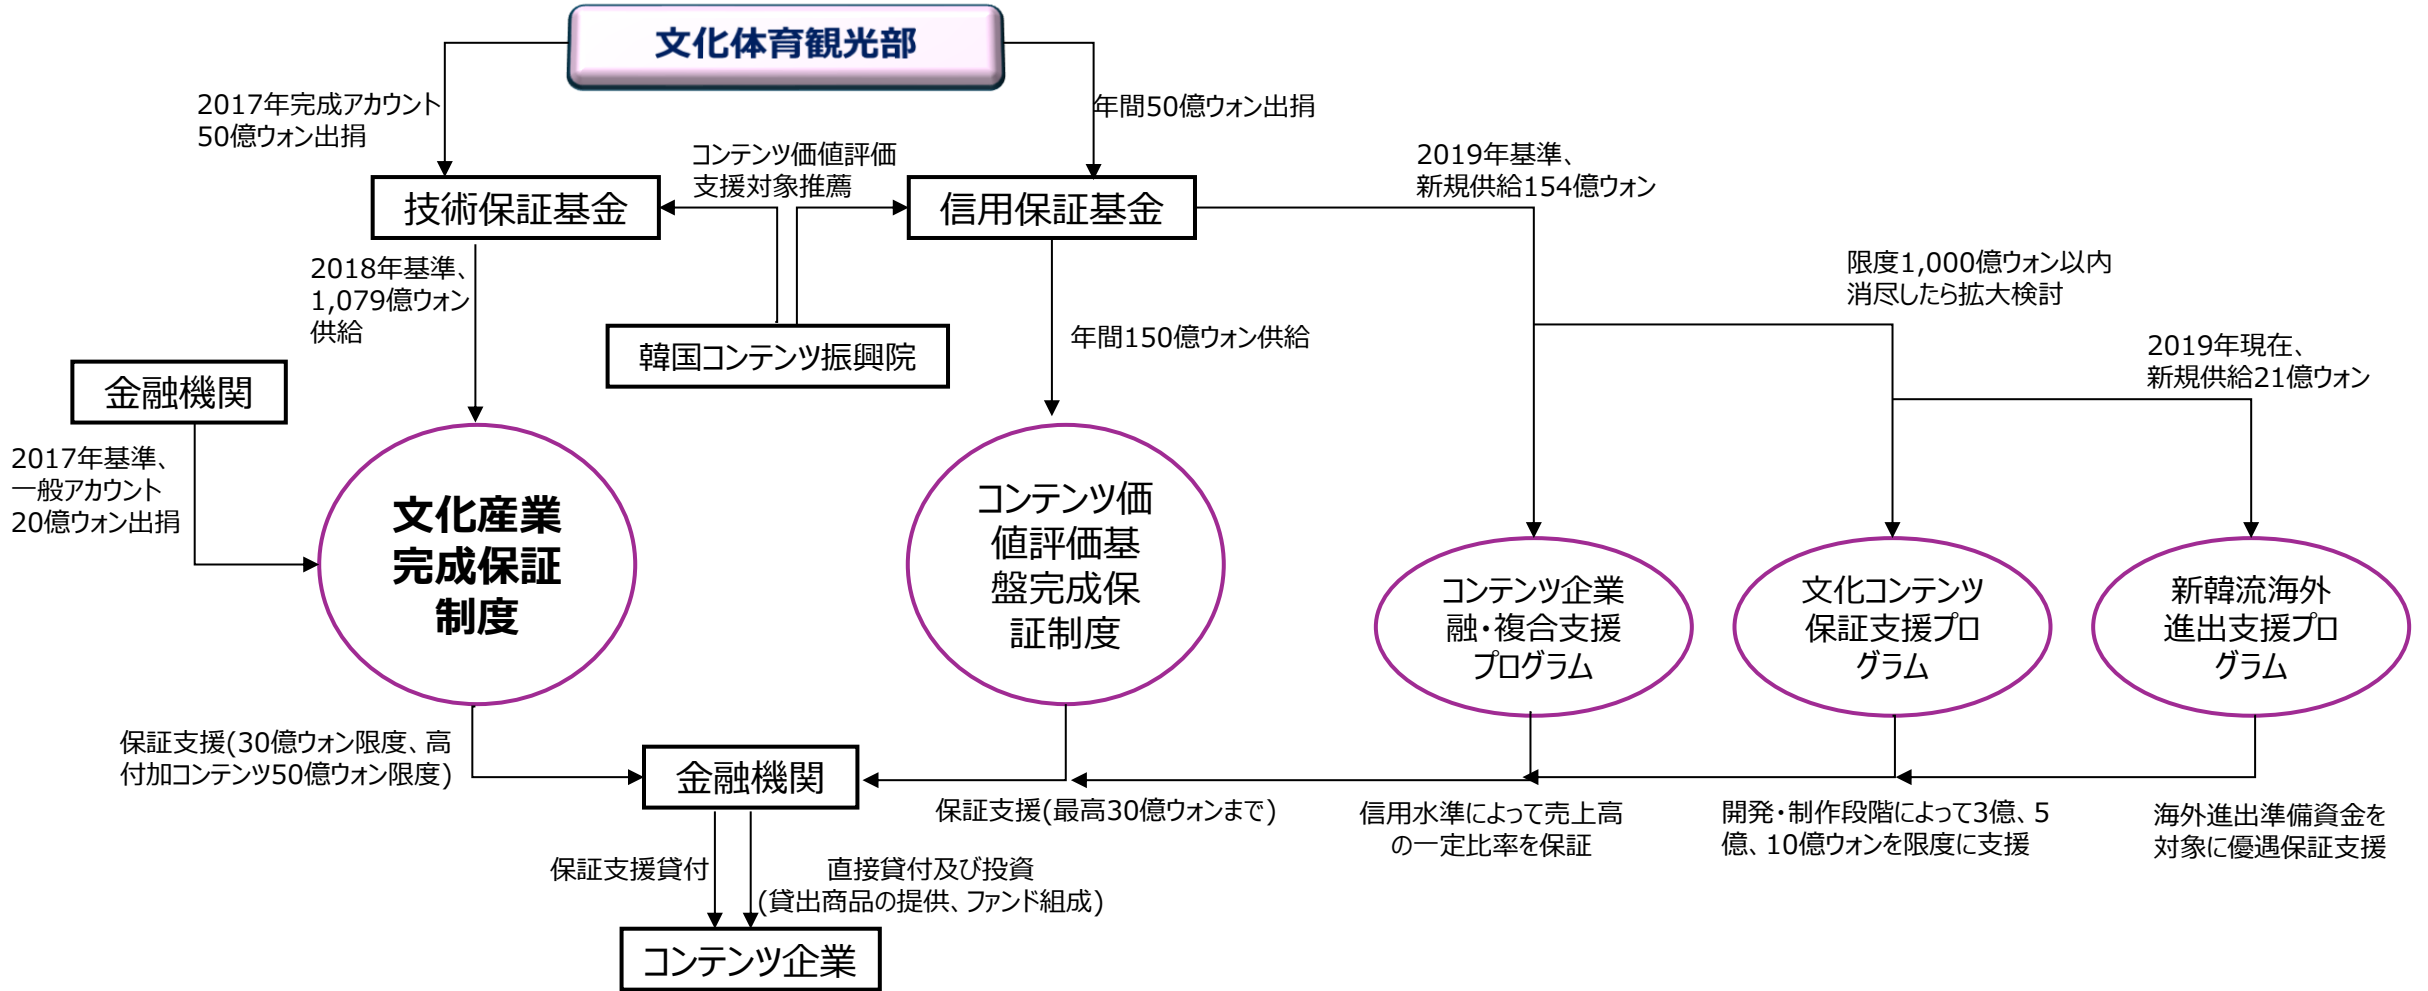 文化体育観光部
2017年完成アカウント
50億ウォン出捐
年間50億ウォン出捐
コンテンツ価値評価
支援対象推薦
2019年基準、
新規供給154億ウォン
技術保証基金
信用保証基金
2018年基準、
1,079億ウォン
供給
限度1,000億ウォン以内
消尽したら拡大検討
韓国コンテンツ振興院
年間150億ウォン供給
2019年現在、
新規供給21億ウォン
金融機関
2017年基準、
一般アカウント
20億ウォン出捐
文化産業
完成保証
制度
コンテンツ価
値評価基
盤完成保
証制度
コンテンツ企業
融・複合支援
プログラム
文化コンテンツ
保証支援プロ
グラム
新韓流海外
進出支援プロ
グラム
保証支援(30億ウォン限度、高
付加コンテンツ50億ウォン限度)
金融機関
保証支援(最高30億ウォンまで)
信用水準によって売上高
の一定比率を保証
開発・制作段階によって3億、5
億、10億ウォンを限度に支援
海外進出準備資金を
対象に優遇保証支援
保証支援貸付
直接貸付及び投資
(貸出商品の提供、ファンド組成)
コンテンツ企業